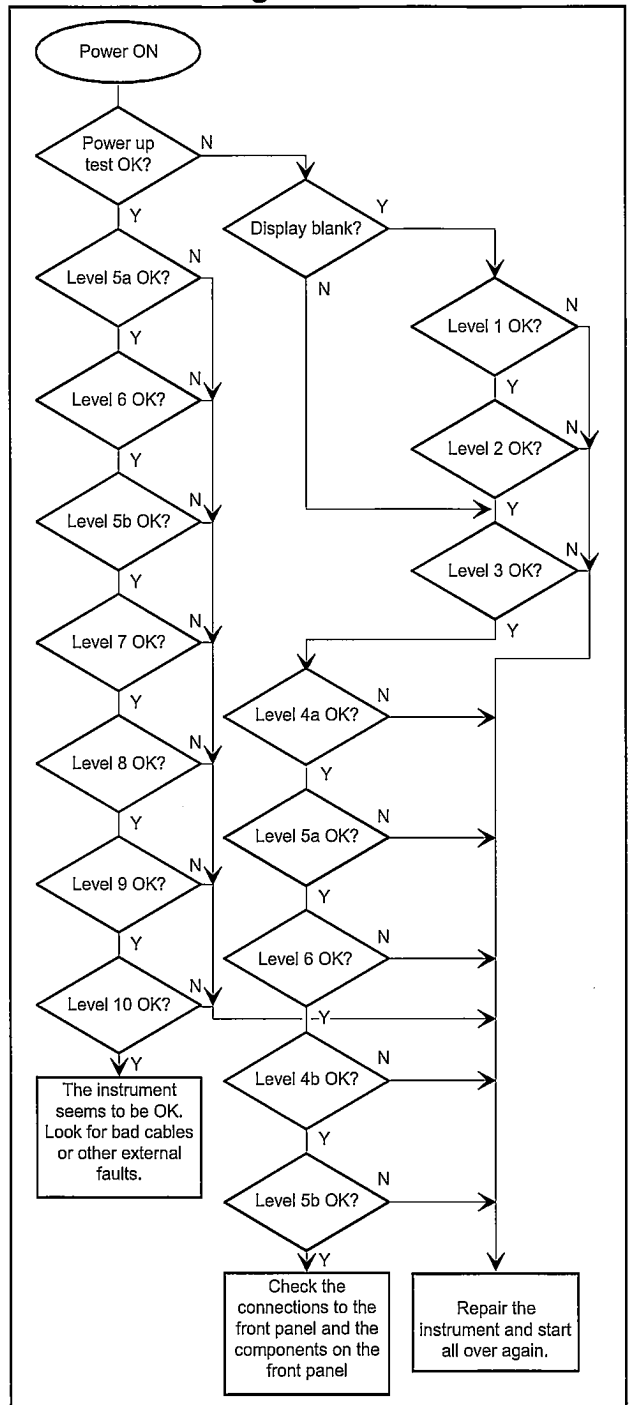 Power ON
Power up
test OK?
N
Y
Display blank?
Y
N
Level 5a OK?
N
Y
Level 1 OK?
N
Y
Level 6 OK?
N
Y
Level 2 OK?
N
Y
Level 5b OK?
N
Y
Level 3 OK?
N
Y
Level 7 OK?
N
Y
Level 4a OK?
N
Y
Level 8 OK?
N
Y
Level 5a OK?
N
Y
Level 9 OK?
N
Y
Level 6 OK?
N
Y
Level 10 OK?
N
Y
Level 4b OK?
N
Y
The instrument
seems to be OK.
Look for bad cables
or other external
faults.
Level 5b OK?
N
Y
Check the
connections to the
front panel and the
components on the
front panel
Repair the
instrument and start
all over again.